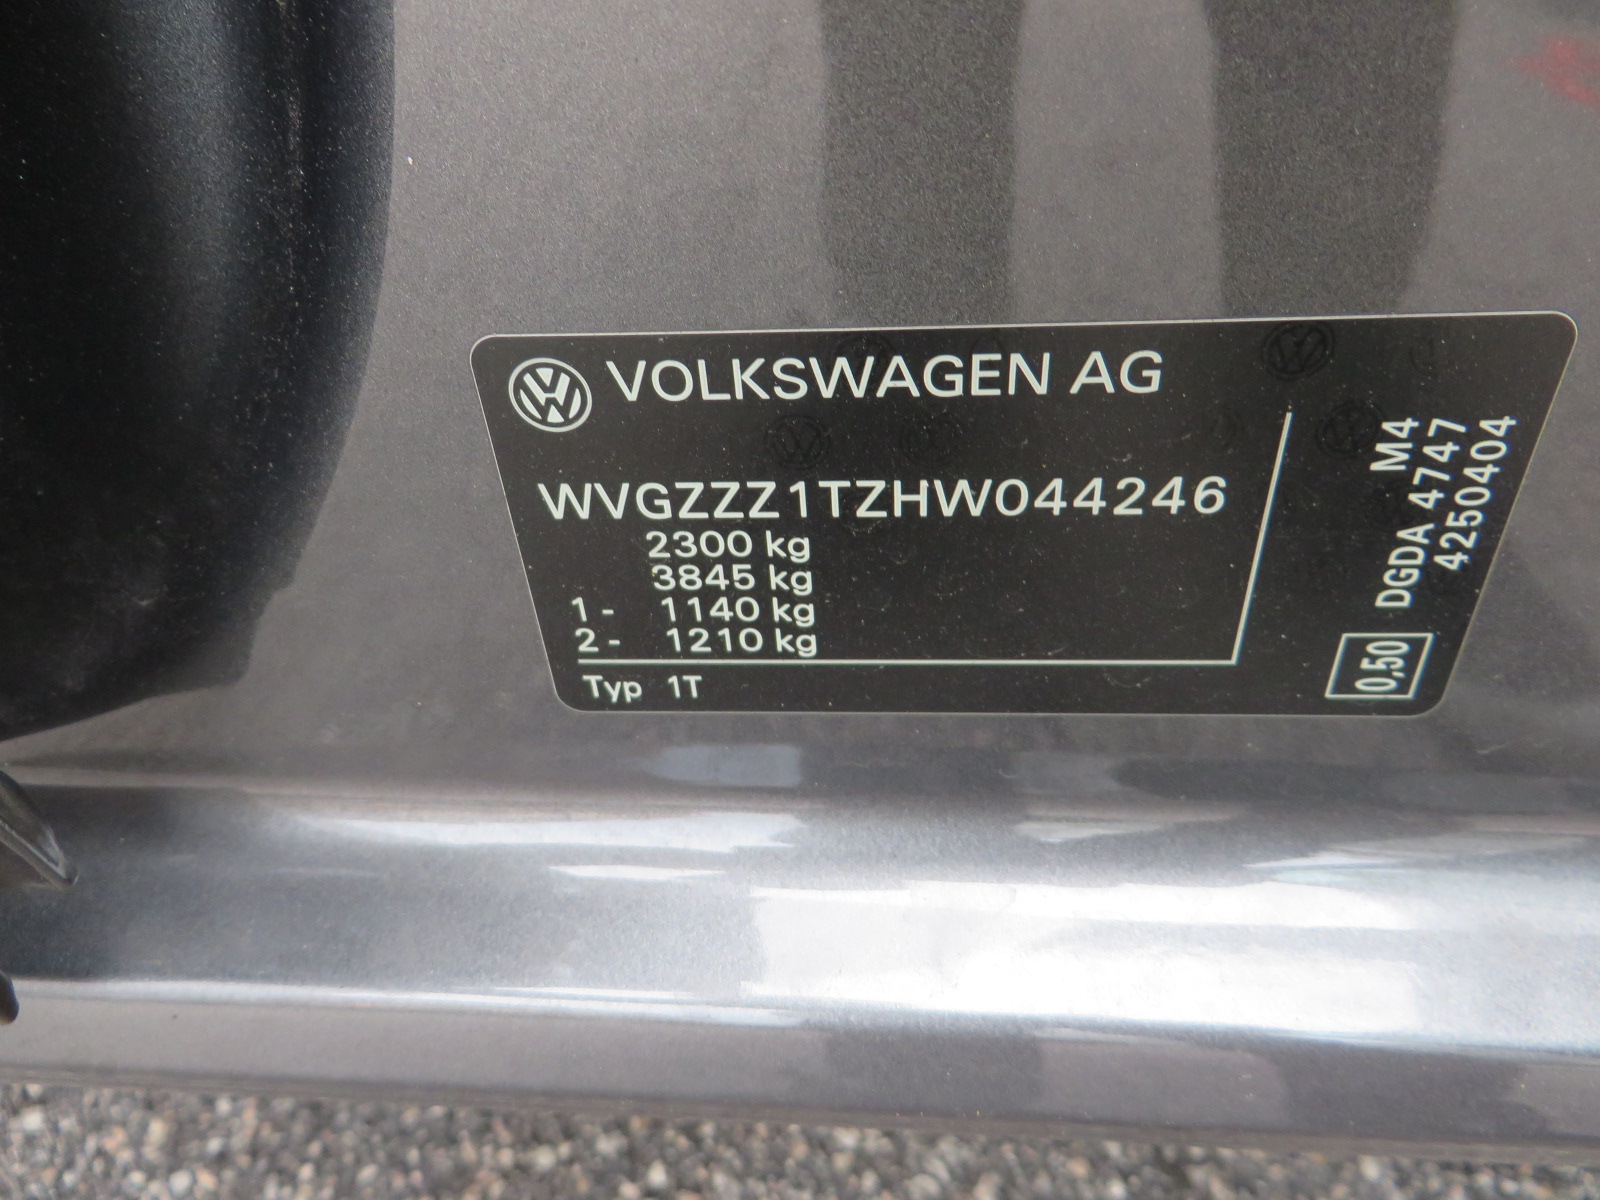 VOLKSWAGEN AG
WVGZZZ1TZHW044246
2300 kg
3845 kg
1- 1140 kg
2- 1210 kg
Typ 1T
M4
DGDA 4747
4250404
0,50